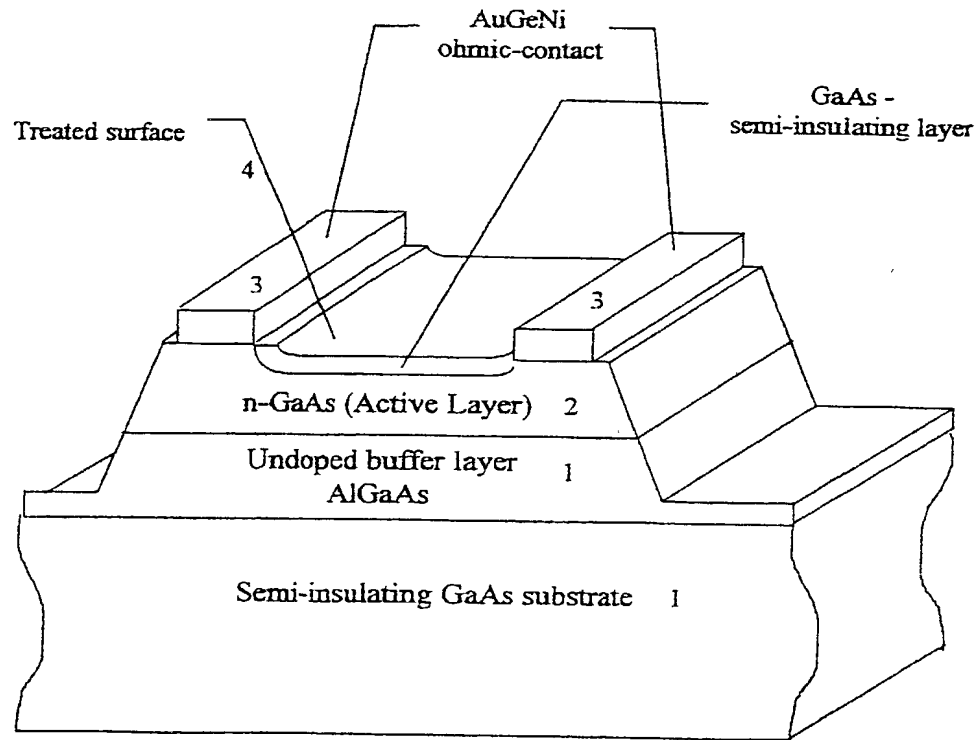 AuGeNi
ohmic-contact
GaAs -
semi-insulating layer
Treated surface
4
3
3
n-GaAs (Active Layer) 2
Undoped buffer layer 1
AlGaAs
Semi-insulating GaAs substrate 1